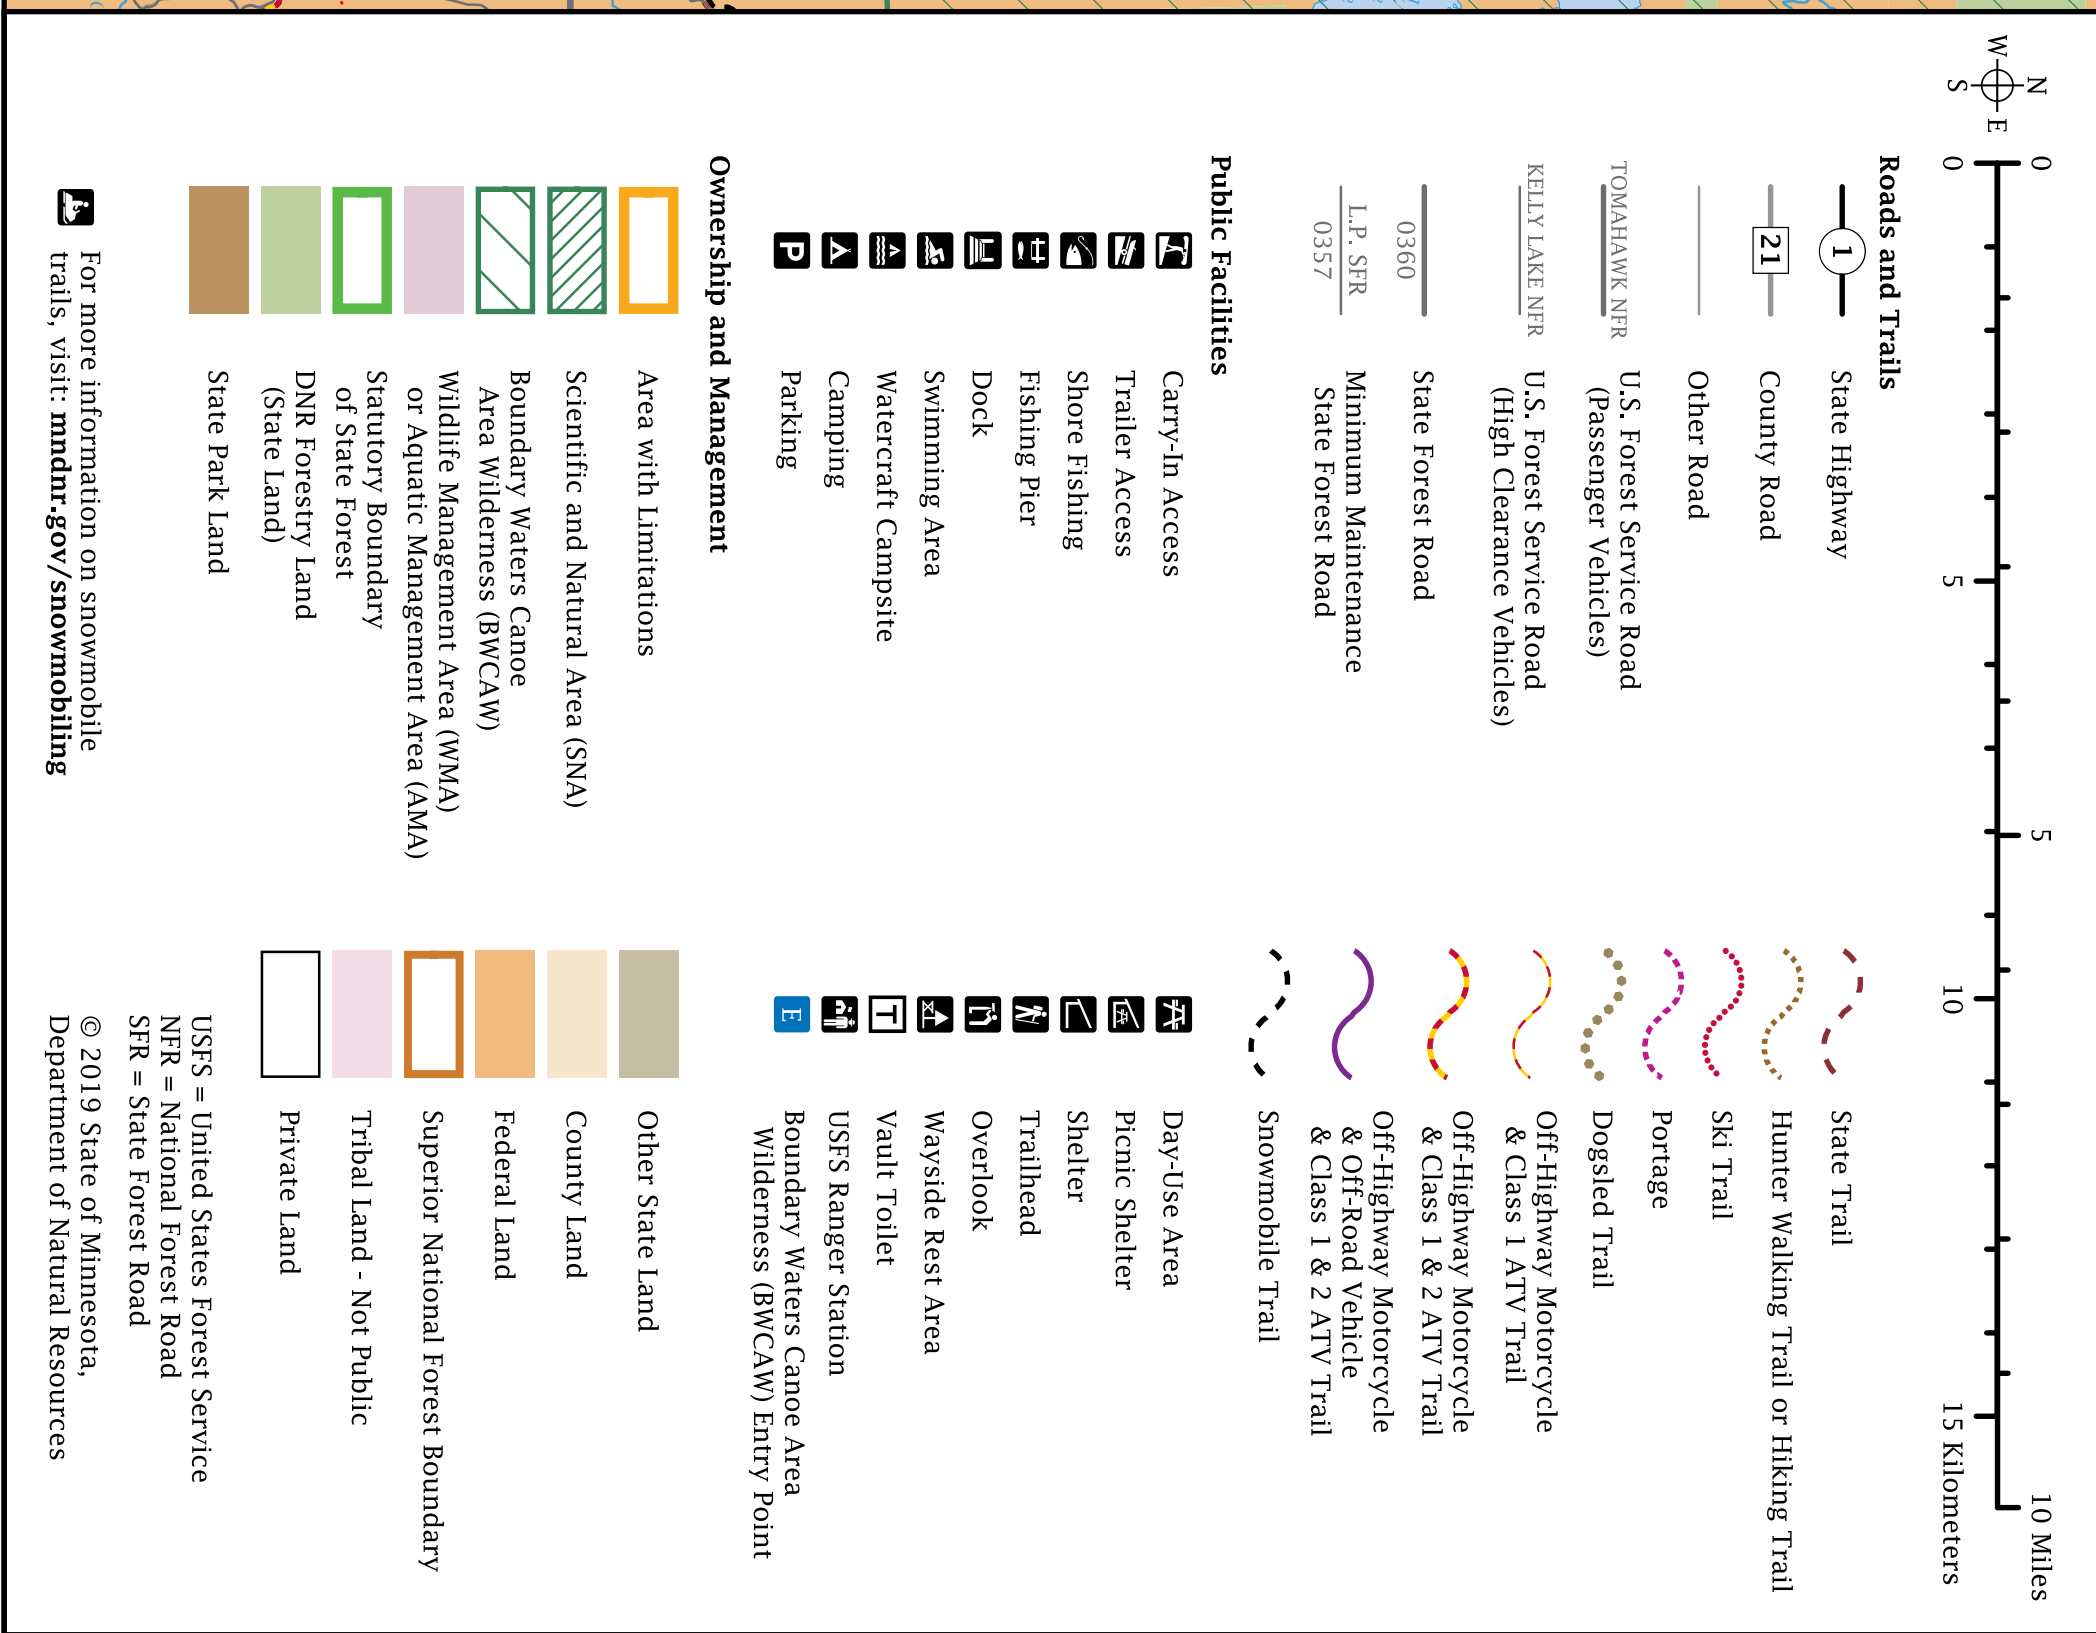 N
W
E
S
0
5
10 Miles
0
5
10
15 Kilometers
Roads and Trails
1
State Highway
21
County Road
Other Road
TOMAHAWK NFR
U.S. Forest Service Road
(Passenger Vehicles)
KELLY LAKE NFR
U.S. Forest Service Road
(High Clearance Vehicles)
0360
State Forest Road
L.P. SFR
0357
Minimum Maintenance
State Forest Road
State Trail
Hunter Walking Trail or Hiking Trail
Ski Trail
Portage
Dogsled Trail
Off-Highway Motorcycle
& Class 1 ATV Trail
Off-Highway Motorcycle
& Class 1 & 2 ATV Trail
Off-Highway Motorcycle
& Off-Road Vehicle
& Class 1 & 2 ATV Trail
Snowmobile Trail
Public Facilities
Carry-In Access
Trailer Access
Shore Fishing
Fishing Pier
Dock
Swimming Area
Watercraft Campsite
Camping
P
Parking
Day-Use Area
Picnic Shelter
Shelter
Trailhead
Overlook
Wayside Rest Area
T
Vault Toilet
USFS Ranger Station
E
Boundary Waters Canoe Area
Wilderness (BWCAW) Entry Point
Ownership and Management
Area with Limitations
Scientific and Natural Area (SNA)
Boundary Waters Canoe
Area Wilderness (BWCAW)
Wildlife Management Area (WMA)
or Aquatic Management Area (AMA)
Statutory Boundary
of State Forest
DNR Forestry Land
(State Land)
State Park Land
Other State Land
County Land
Federal Land
Superior National Forest Boundary
Tribal Land - Not Public
Private Land
For more information on snowmobile
trails, visit: mndnr.gov/snowmobiling
USFS = United States Forest Service
NFR = National Forest Road
SFR = State Forest Road
© 2019 State of Minnesota,
Department of Natural Resources